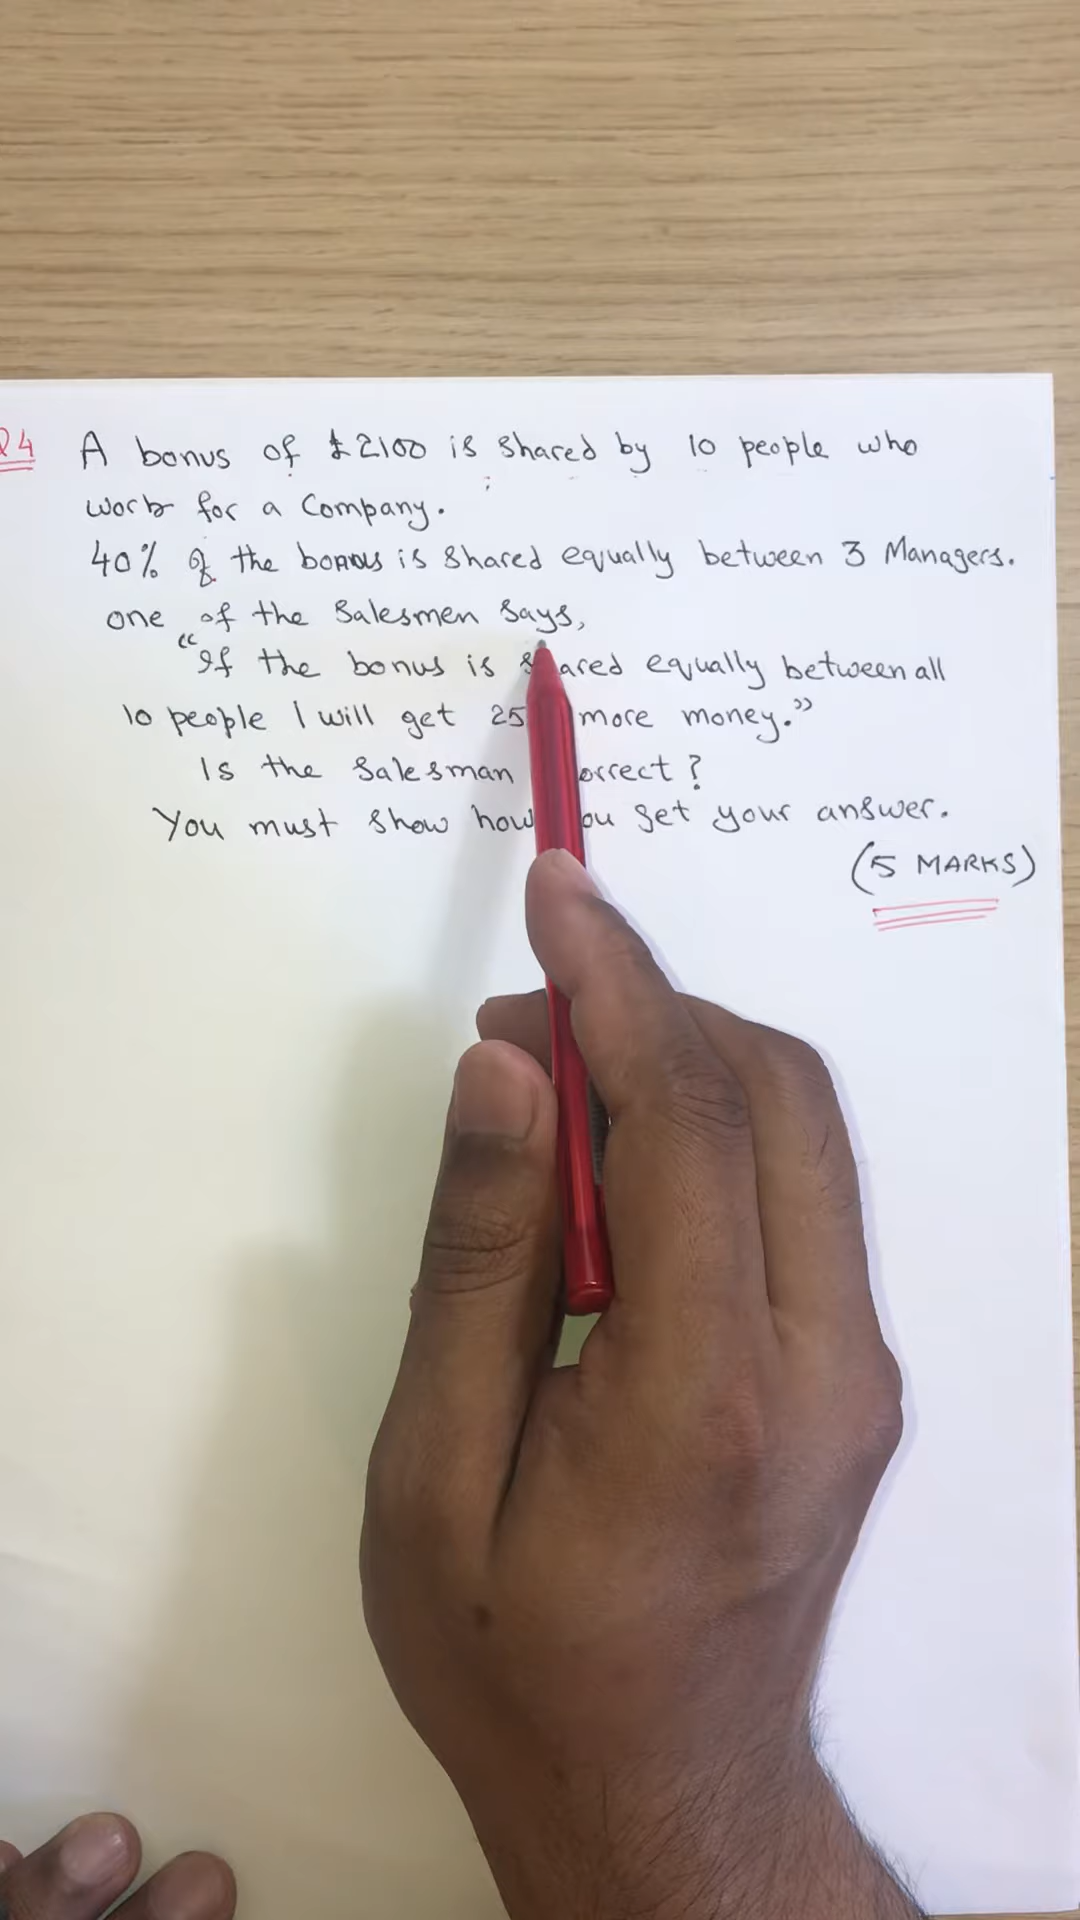 Q4 A bonus of £2100 is shared by 10 people who
work for a Company.
40% of the bonus is shared equally between 3 Managers.
one of the Salesmen says,
"If the bonus is shared equally between all
10 people I will get 25 more money."
Is the Salesman correct?
You must show how you get your answer.
(5 MARKS)